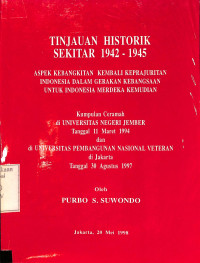 TINJAUAN HISTORIK
SEKITAR 1942 - 1945
ASPEK KEBANGKITAN KEMBALI KEPRAJURITAN
INDONESIA DALAM GERAKAN KEBANGSAAN
UNTUK INDONESIA MERDEKA KEMUDIAN
Kumpulan Ceramah
di UNIVERSITAS NEGERI JEMBER
Tanggal 11 Maret 1994
dan
di UNIVERSITAS PEMBANGUNAN NASIONAL VETERAN
di Jakarta
Tanggal 30 Agustus 1997
Oleh
PURBO S. SUWONDO
Jakarta, 20 Mei 1998